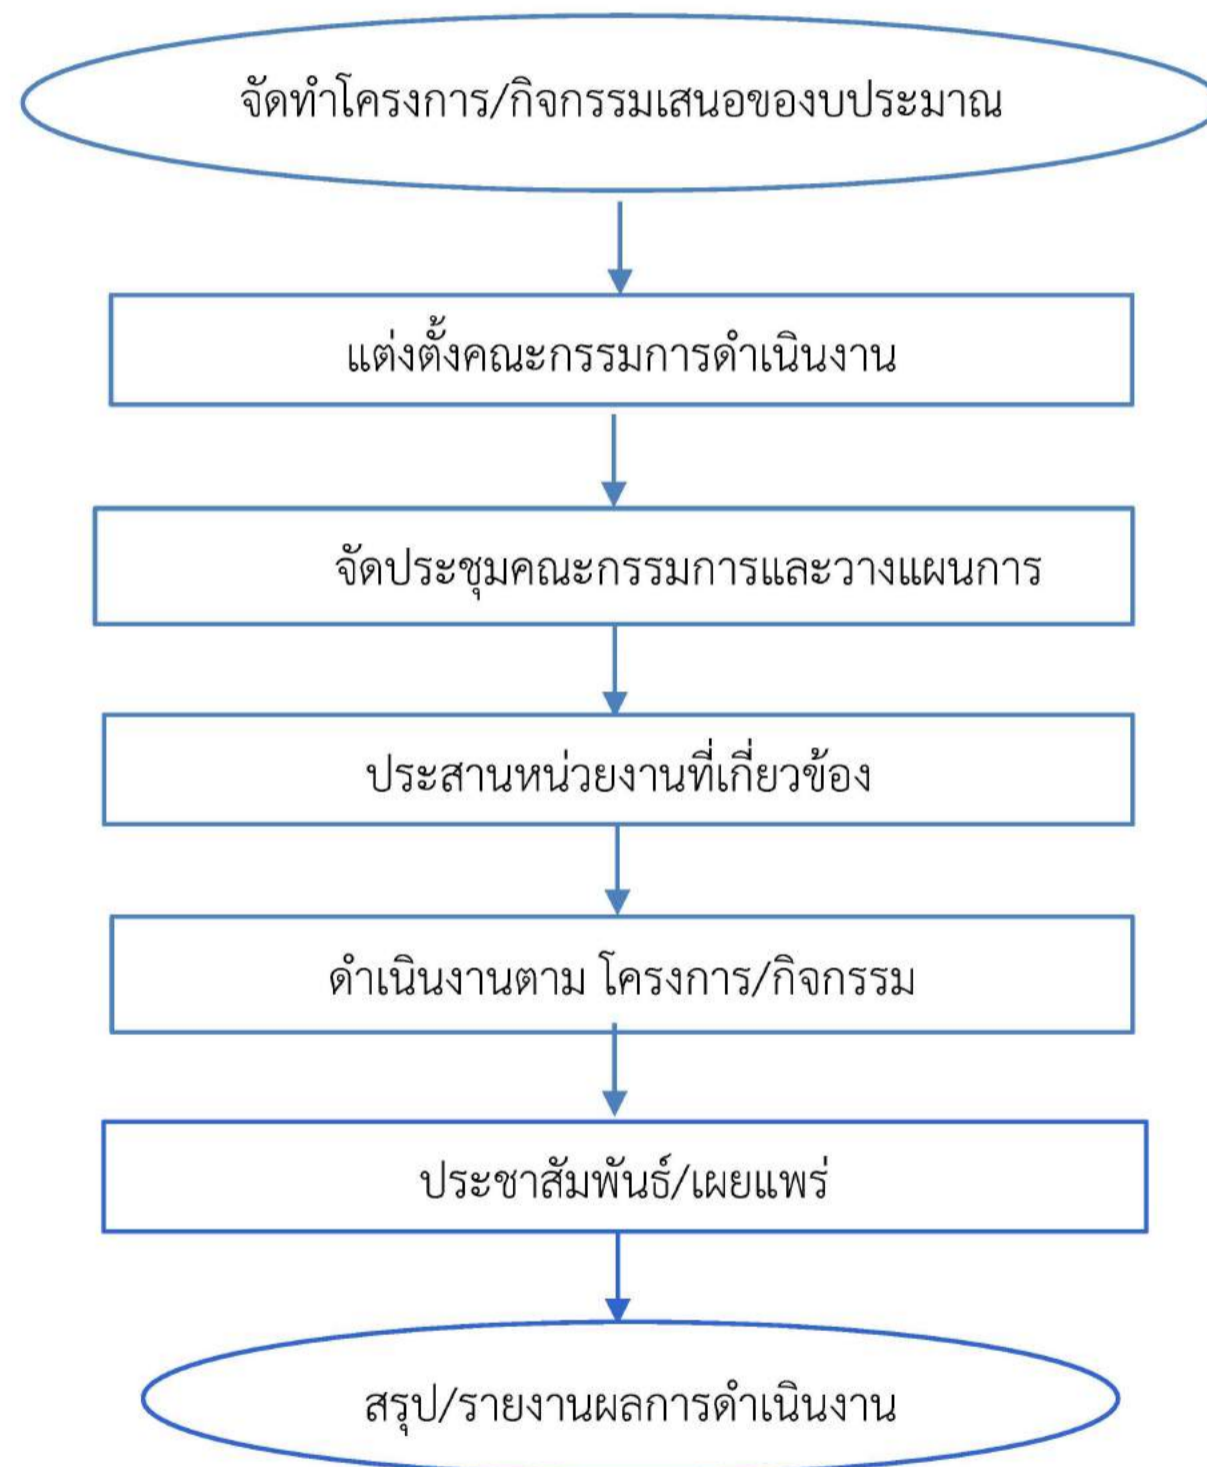 จัดทำโครงการ/กิจกรรมเสนอของบประมาณ
แต่งตั้งคณะกรรมการดำเนินงาน
จัดประชุมคณะกรรมการและวางแผนการ
ประสานหน่วยงานที่เกี่ยวข้อง
ดำเนินงานตาม โครงการ/กิจกรรม
ประชาสัมพันธ์/เผยแพร่
สรุป/รายงานผลการดำเนินงาน